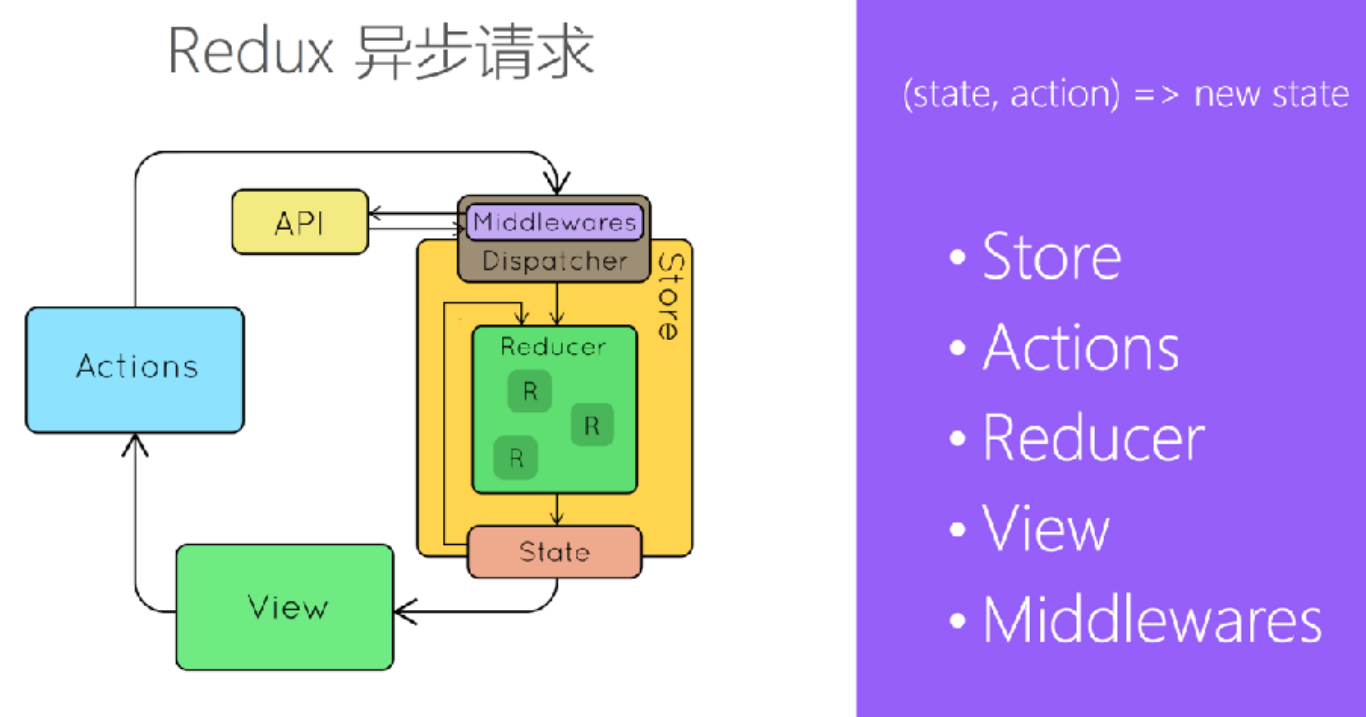 Redux 异步请求
API
Middlewares
Dispatcher
Store
Actions
Reducer
R
R
R
State
View
(state, action) => new state
• Store
• Actions
• Reducer
• View
• Middlewares